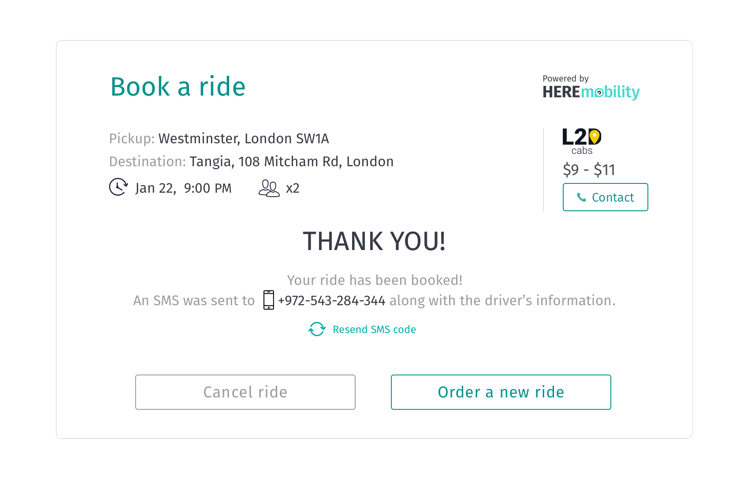 Book a ride
Powered by
HERE mobility
Pickup: Westminster, London SW1A
Destination: Tangia, 108 Mitcham Rd, London
Jan 22, 9:00 PM x2
L2D
cabs
$9 - $11
Contact
THANK YOU!
Your ride has been booked!
An SMS was sent to +972-543-284-344 along with the driver’s information.
Resend SMS code
Cancel ride
Order a new ride